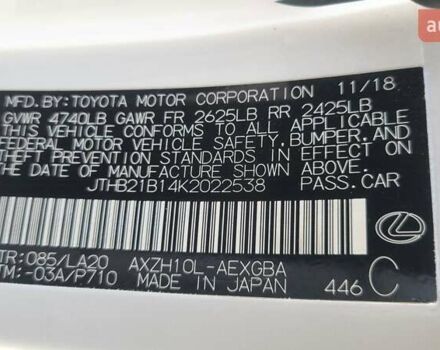 au
MFD.BY:TOYOTA MOTOR CORPORATION 11/18
GVWR 4740LB GAWR FR 2625LB RR 2425LB
THIS VEHICLE CONFORMS TO ALL APPLICABLE
FEDERAL MOTOR VEHICLE SAFETY,BUMPER,AND
THEFT PREVENTION STANDARDS IN EFFECT ON
THE DATE OF MANUFACTURE SHOWN ABOVE.
JTHB21B14K2022538 PASS.CAR
TR:085/LA20 AXZH10L-AEXGBA
TM:-03A/P710 MADE IN JAPAN 446 C